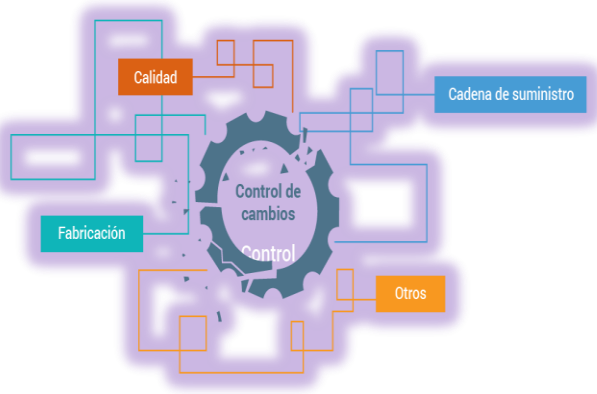 Calidad
Cadena de suministro
Control de
cambios
Fabricación
Control
Otros